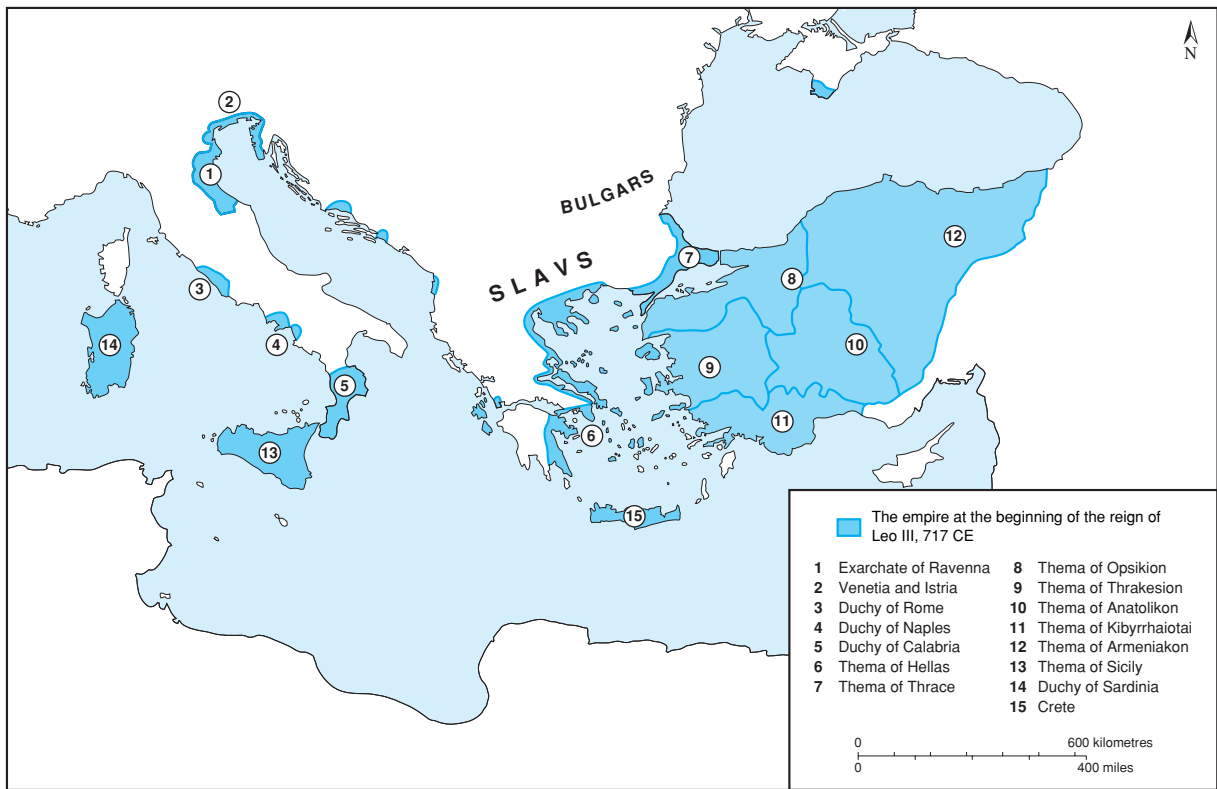 N
2
1
BULGARS
12
SLAVS
7
8
3
14
4
10
9
5
11
6
13
15
The empire at the beginning of the reign of
Leo III, 717 CE
1 Exarchate of Ravenna
2 Venetia and Istria
3 Duchy of Rome
4 Duchy of Naples
5 Duchy of Calabria
6 Thema of Hellas
7 Thema of Thrace
8 Thema of Opsikion
9 Thema of Thrakesion
10 Thema of Anatolikon
11 Thema of Kibyrrhaiotai
12 Thema of Armeniakon
13 Thema of Sicily
14 Duchy of Sardinia
15 Crete
0 600 kilometres
0 400 miles